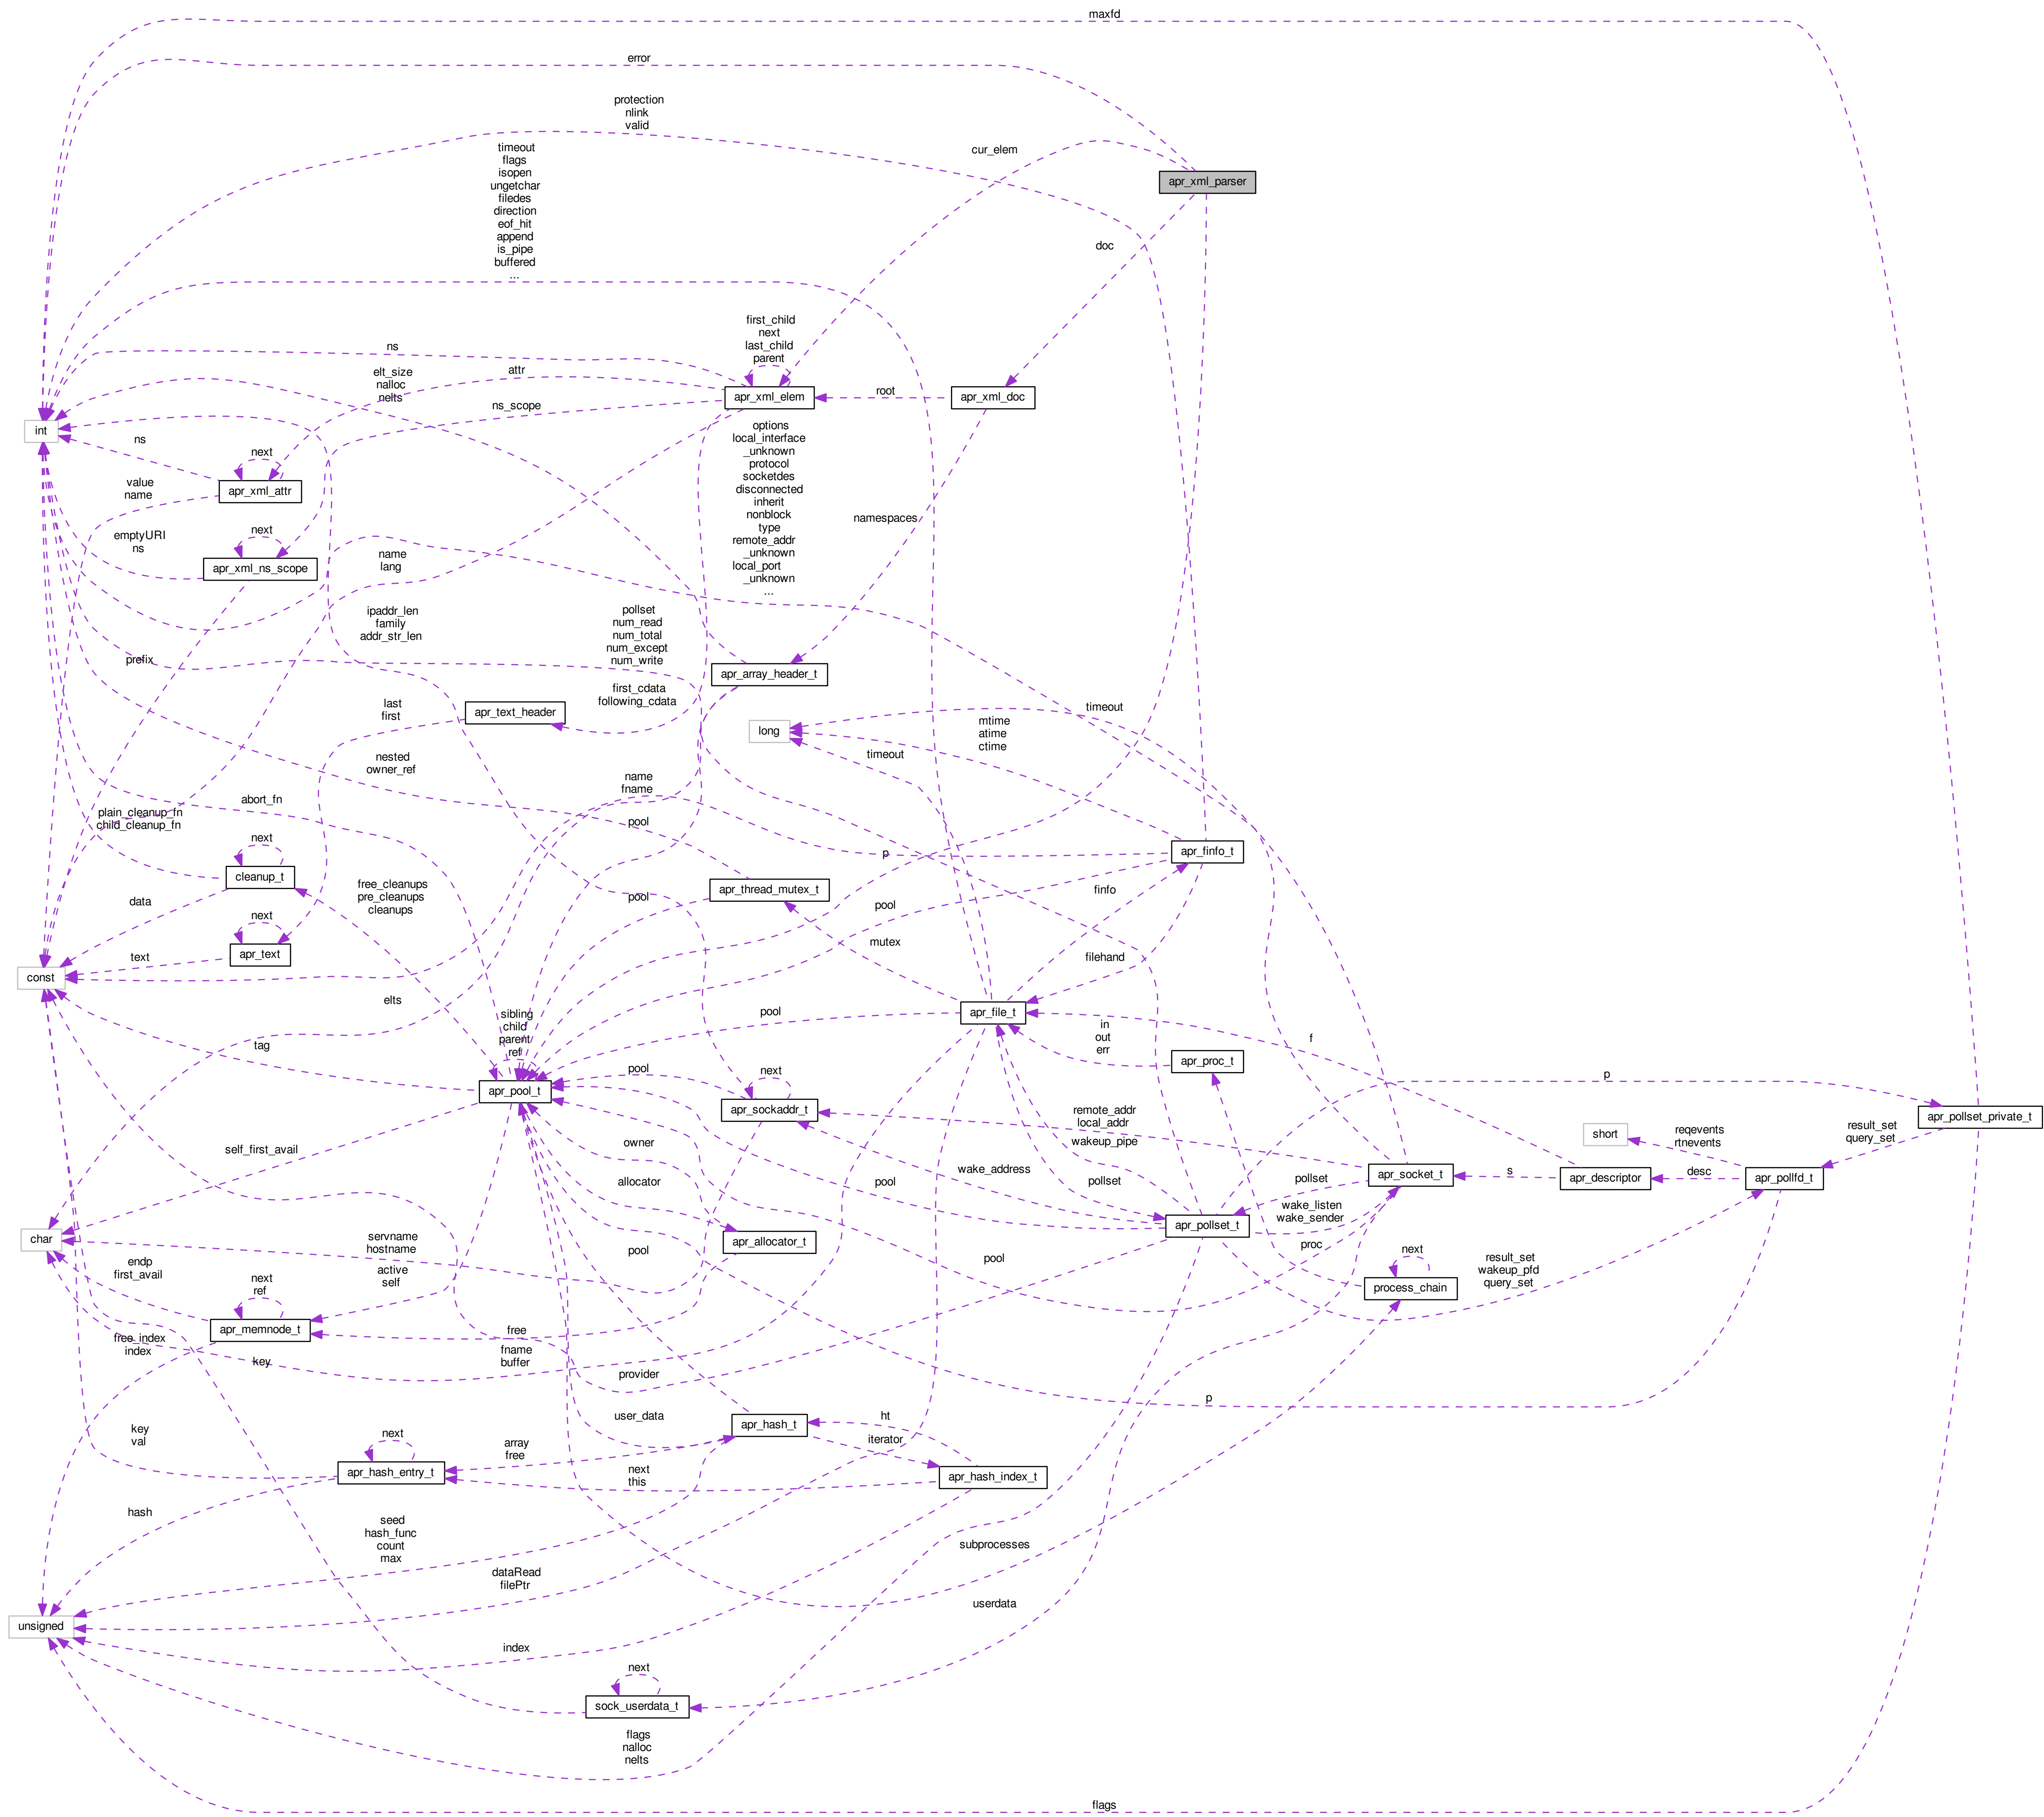 maxfd
error
protection
nlink
valid
timeout
flags
isopen
ungetchar
filedes
direction
eof_hit
append
is_pipe
buffered
...
cur_elem
apr_xml_parser
doc
first_child
next
last_child
parent
ns
elt_size
nalloc
nelts
attr
ns_scope
apr_xml_elem
root
apr_xml_doc
int
ns
next
apr_xml_attr
value
name
options
local_interface
_unknown
protocol
socketdes
disconnected
inherit
nonblock
type
remote_addr
_unknown
local_port
_unknown
...
namespaces
emptyURI
ns
next
apr_xml_ns_scope
name
lang
ipaddr_len
family
addr_str_len
pollset
num_read
num_total
num_except
num_write
prefix
apr_array_header_t
first_cdata
following_cdata
last
first
apr_text_header
long
mtime
atime
ctime
timeout
timeout
nested
owner_ref
name
fname
abort_fn
plain_cleanup_fn
child_cleanup_fn
pool
p
apr_finfo_t
next
cleanup_t
free_cleanups
pre_cleanups
cleanups
apr_thread_mutex_t
finfo
data
pool
pool
next
apr_text
text
mutex
filehand
const
elts
sibling
child
parent
ref
pool
apr_file_t
in
out
err
f
tag
apr_proc_t
pool
next
apr_pool_t
p
apr_sockaddr_t
remote_addr
local_addr
wakeup_pipe
apr_pollset_private_t
short
reqevents
rtnevents
result_set
query_set
self_first_avail
owner
wake_address
apr_socket_t
s
apr_descriptor
desc
apr_pollfd_t
allocator
pool
pollset
pollset
wake_listen
wake_sender
apr_pollset_t
char
servname
hostname
apr_allocator_t
proc
endp
first_avail
active
self
pool
pool
next
process_chain
result_set
wakeup_pfd
query_set
next
ref
apr_memnode_t
free
free_index
index
key
fname
buffer
provider
p
user_data
apr_hash_t
ht
key
val
next
array
free
iterator
apr_hash_entry_t
next
this
apr_hash_index_t
hash
seed
hash_func
count
max
subprocesses
dataRead
filePtr
userdata
unsigned
index
next
sock_userdata_t
flags
nalloc
nelts
flags